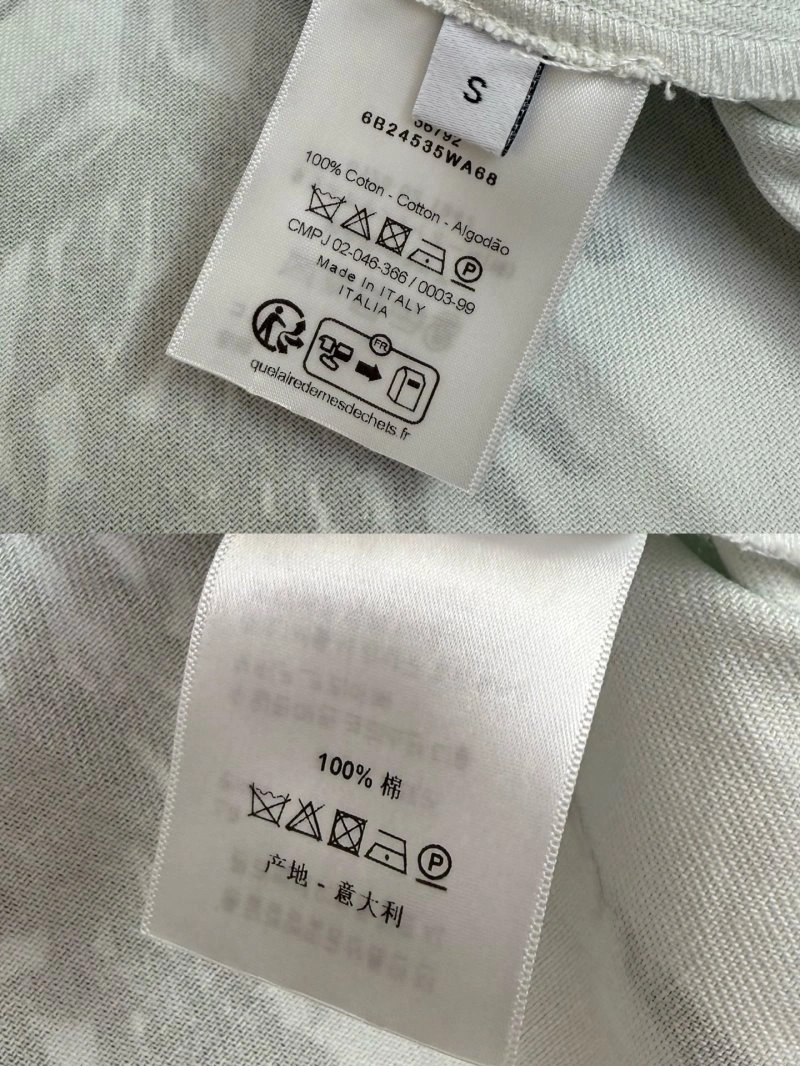 S
6B24535WA68
100% Coton - Cotton - Algodão
P
CMPJ 02-046-366 / 0003-99
Made in ITALY
ITALIA
FR
quelairedemesdechets.fr
100% 棉
P
产地 - 意大利